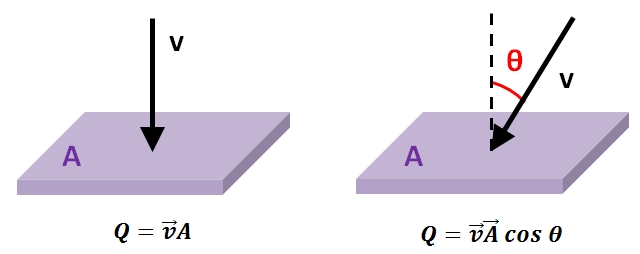 v
A
θ
v
A
Q = v⃗A
Q = v⃗A⃗ cos θ